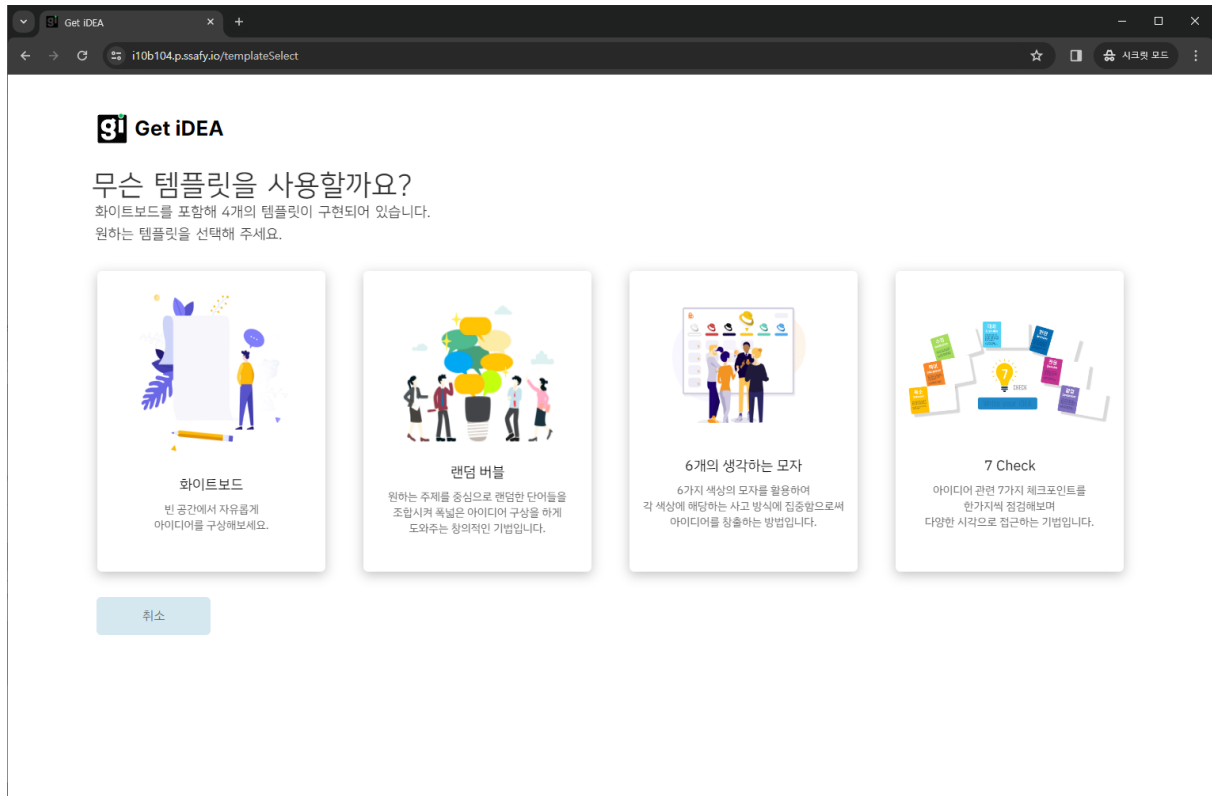 Get iDEA
i10b104.p.ssafy.io/templateSelect
시크릿 모드
gi Get iDEA
무슨 템플릿을 사용할까요?
화이트보드를 포함해 4개의 템플릿이 구현되어 있습니다.
원하는 템플릿을 선택해 주세요.
화이트보드
빈 공간에서 자유롭게
아이디어를 구상해보세요.
랜덤 버블
원하는 주제를 중심으로 랜덤한 단어들을
조합시켜 폭넓은 아이디어 구상을 하게
도와주는 창의적인 기법입니다.
6개의 생각하는 모자
6가지 색상의 모자를 활용하여
각 색상에 해당하는 사고 방식에 집중함으로써
아이디어를 창출하는 방법입니다.
7
CHECK
7 Check
아이디어 관련 7가지 체크포인트를
한가지씩 점검해보며
다양한 시각으로 접근하는 기법입니다.
취소